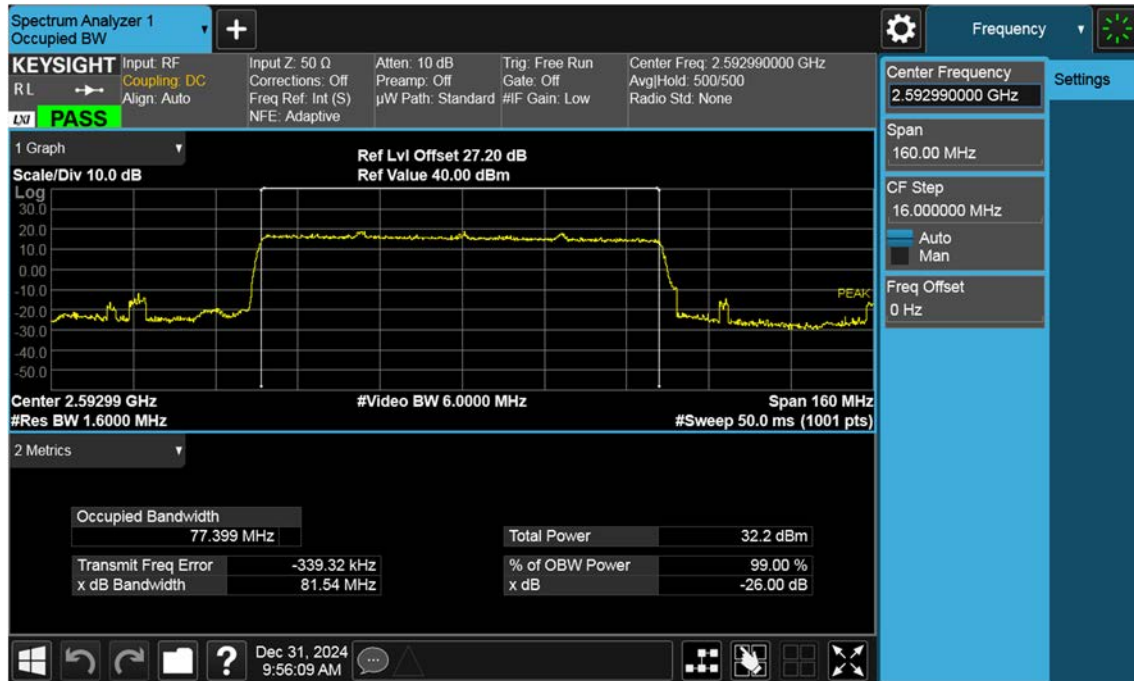 Spectrum Analyzer 1
Occupied BW
Frequency
KEYSIGHT
R L
LXI
PASS
Input: RF
Coupling: DC
Align: Auto
Input Z: 50 Ω
Corrections: Off
Freq Ref: Int (S)
NFE: Adaptive
Atten: 10 dB
Preamp: Off
µW Path: Standard
Trig: Free Run
Gate: Off
#IF Gain: Low
Center Freq: 2.592990000 GHz
Avg|Hold: 500/500
Radio Std: None
Center Frequency
2.592990000 GHz
Settings
Span
160.00 MHz
CF Step
16.000000 MHz
Auto
Man
Freq Offset
0 Hz
1 Graph
Scale/Div 10.0 dB
Ref Lvl Offset 27.20 dB
Ref Value 40.00 dBm
Log
30.0
20.0
10.0
0.00
-10.0
-20.0
-30.0
-40.0
-50.0
PEAK
Center 2.59299 GHz
#Res BW 1.6000 MHz
#Video BW 6.0000 MHz
Span 160 MHz
#Sweep 50.0 ms (1001 pts)
2 Metrics
Occupied Bandwidth
77.399 MHz
Transmit Freq Error -339.32 kHz
x dB Bandwidth 81.54 MHz
Total Power 32.2 dBm
% of OBW Power 99.00 %
x dB -26.00 dB
Dec 31, 2024
9:56:09 AM